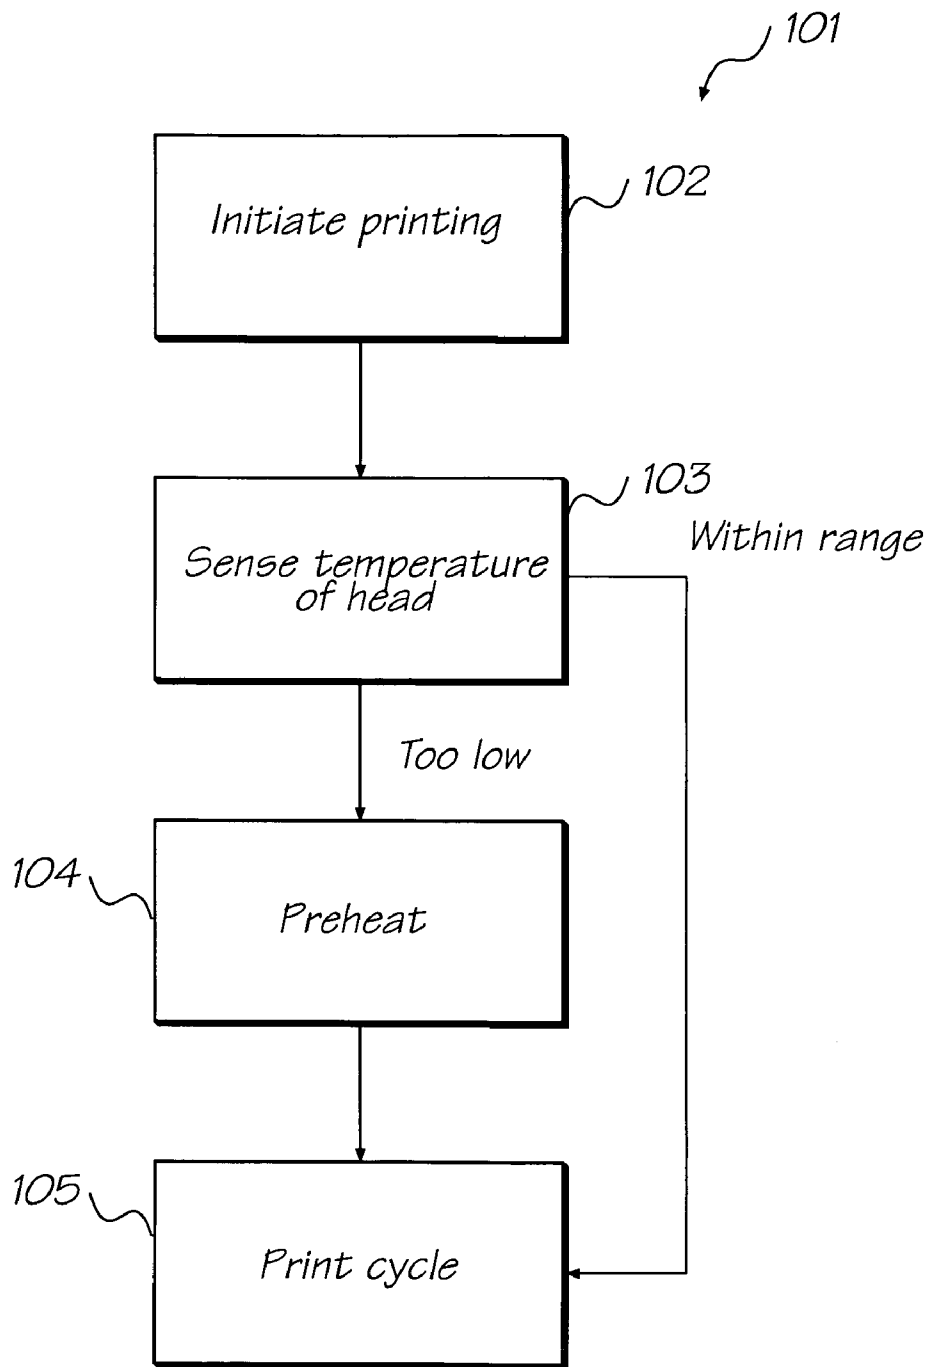 101
102
Initiate printing
103
Within range
Sense temperature
of head
Too low
104
Preheat
105
Print cycle